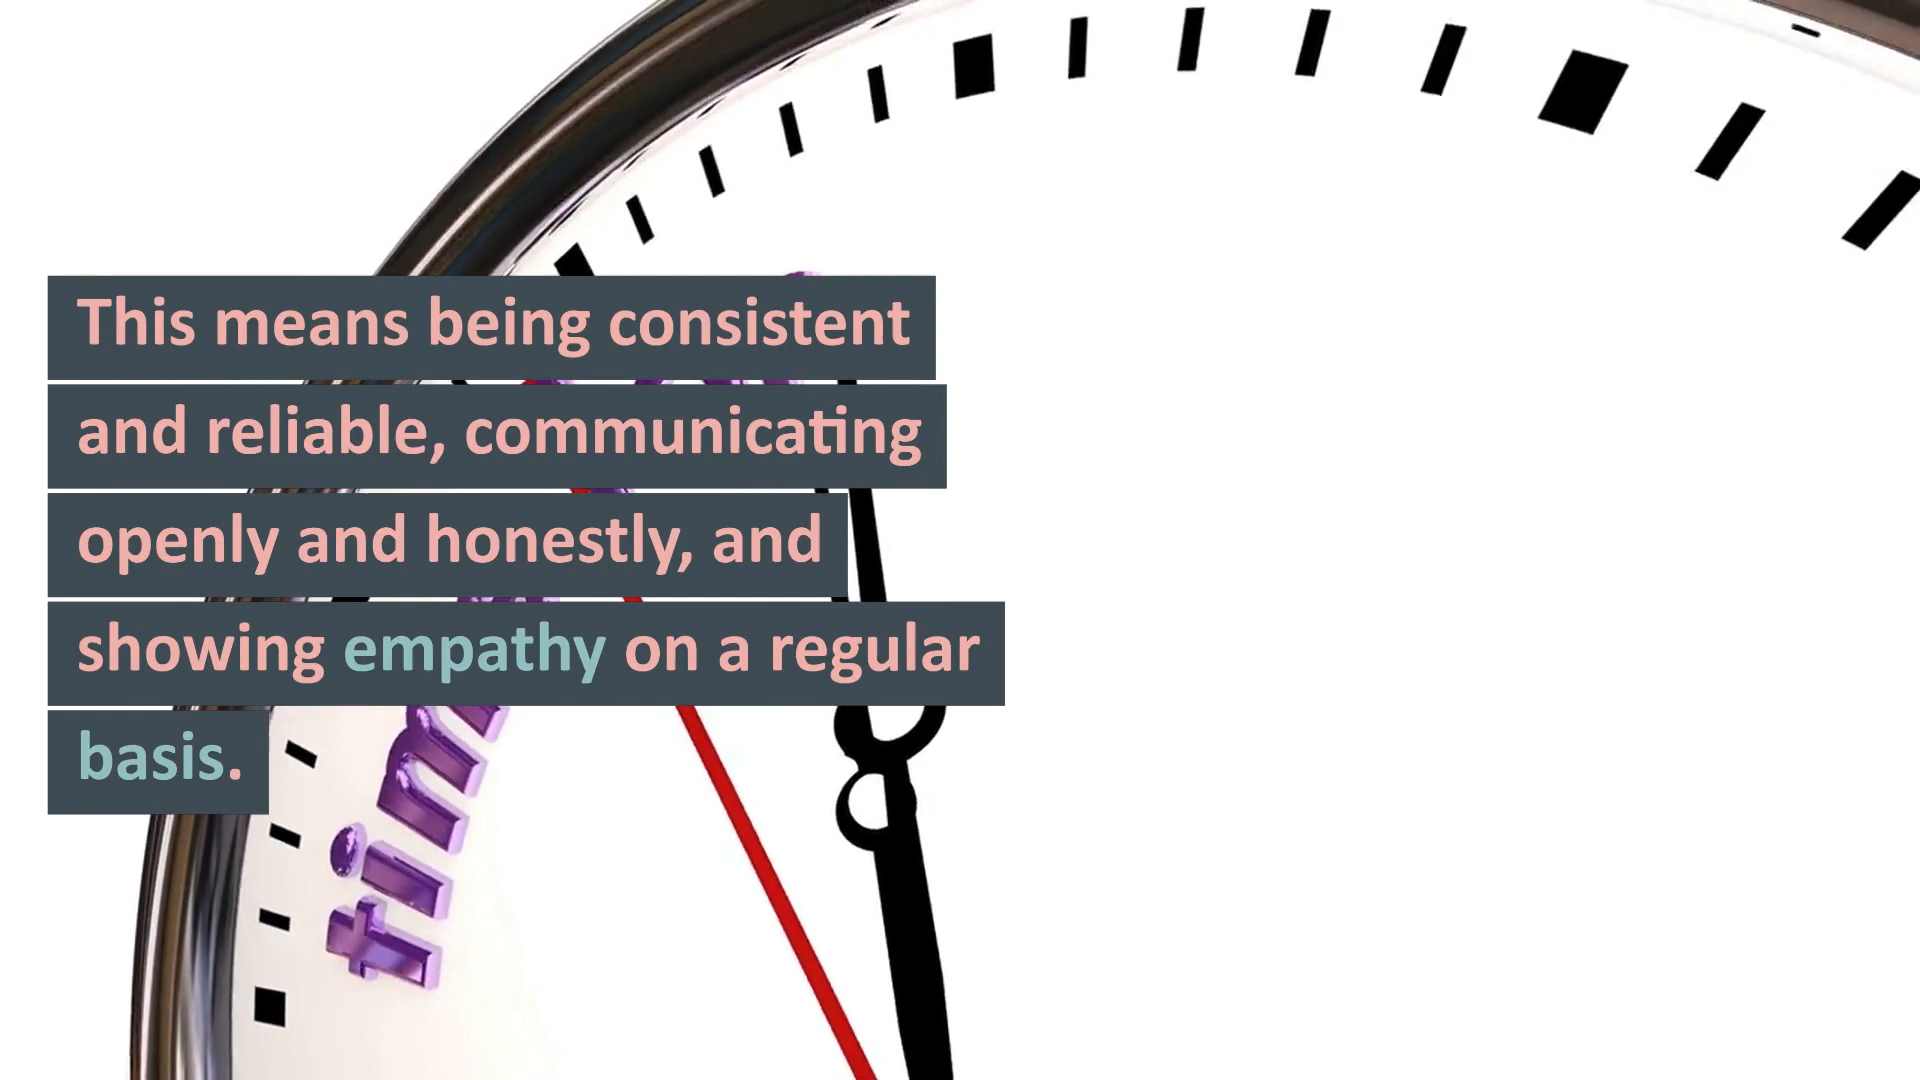 This means being consistent
and reliable, communicating
openly and honestly, and
showing empathy on a regular
basis.